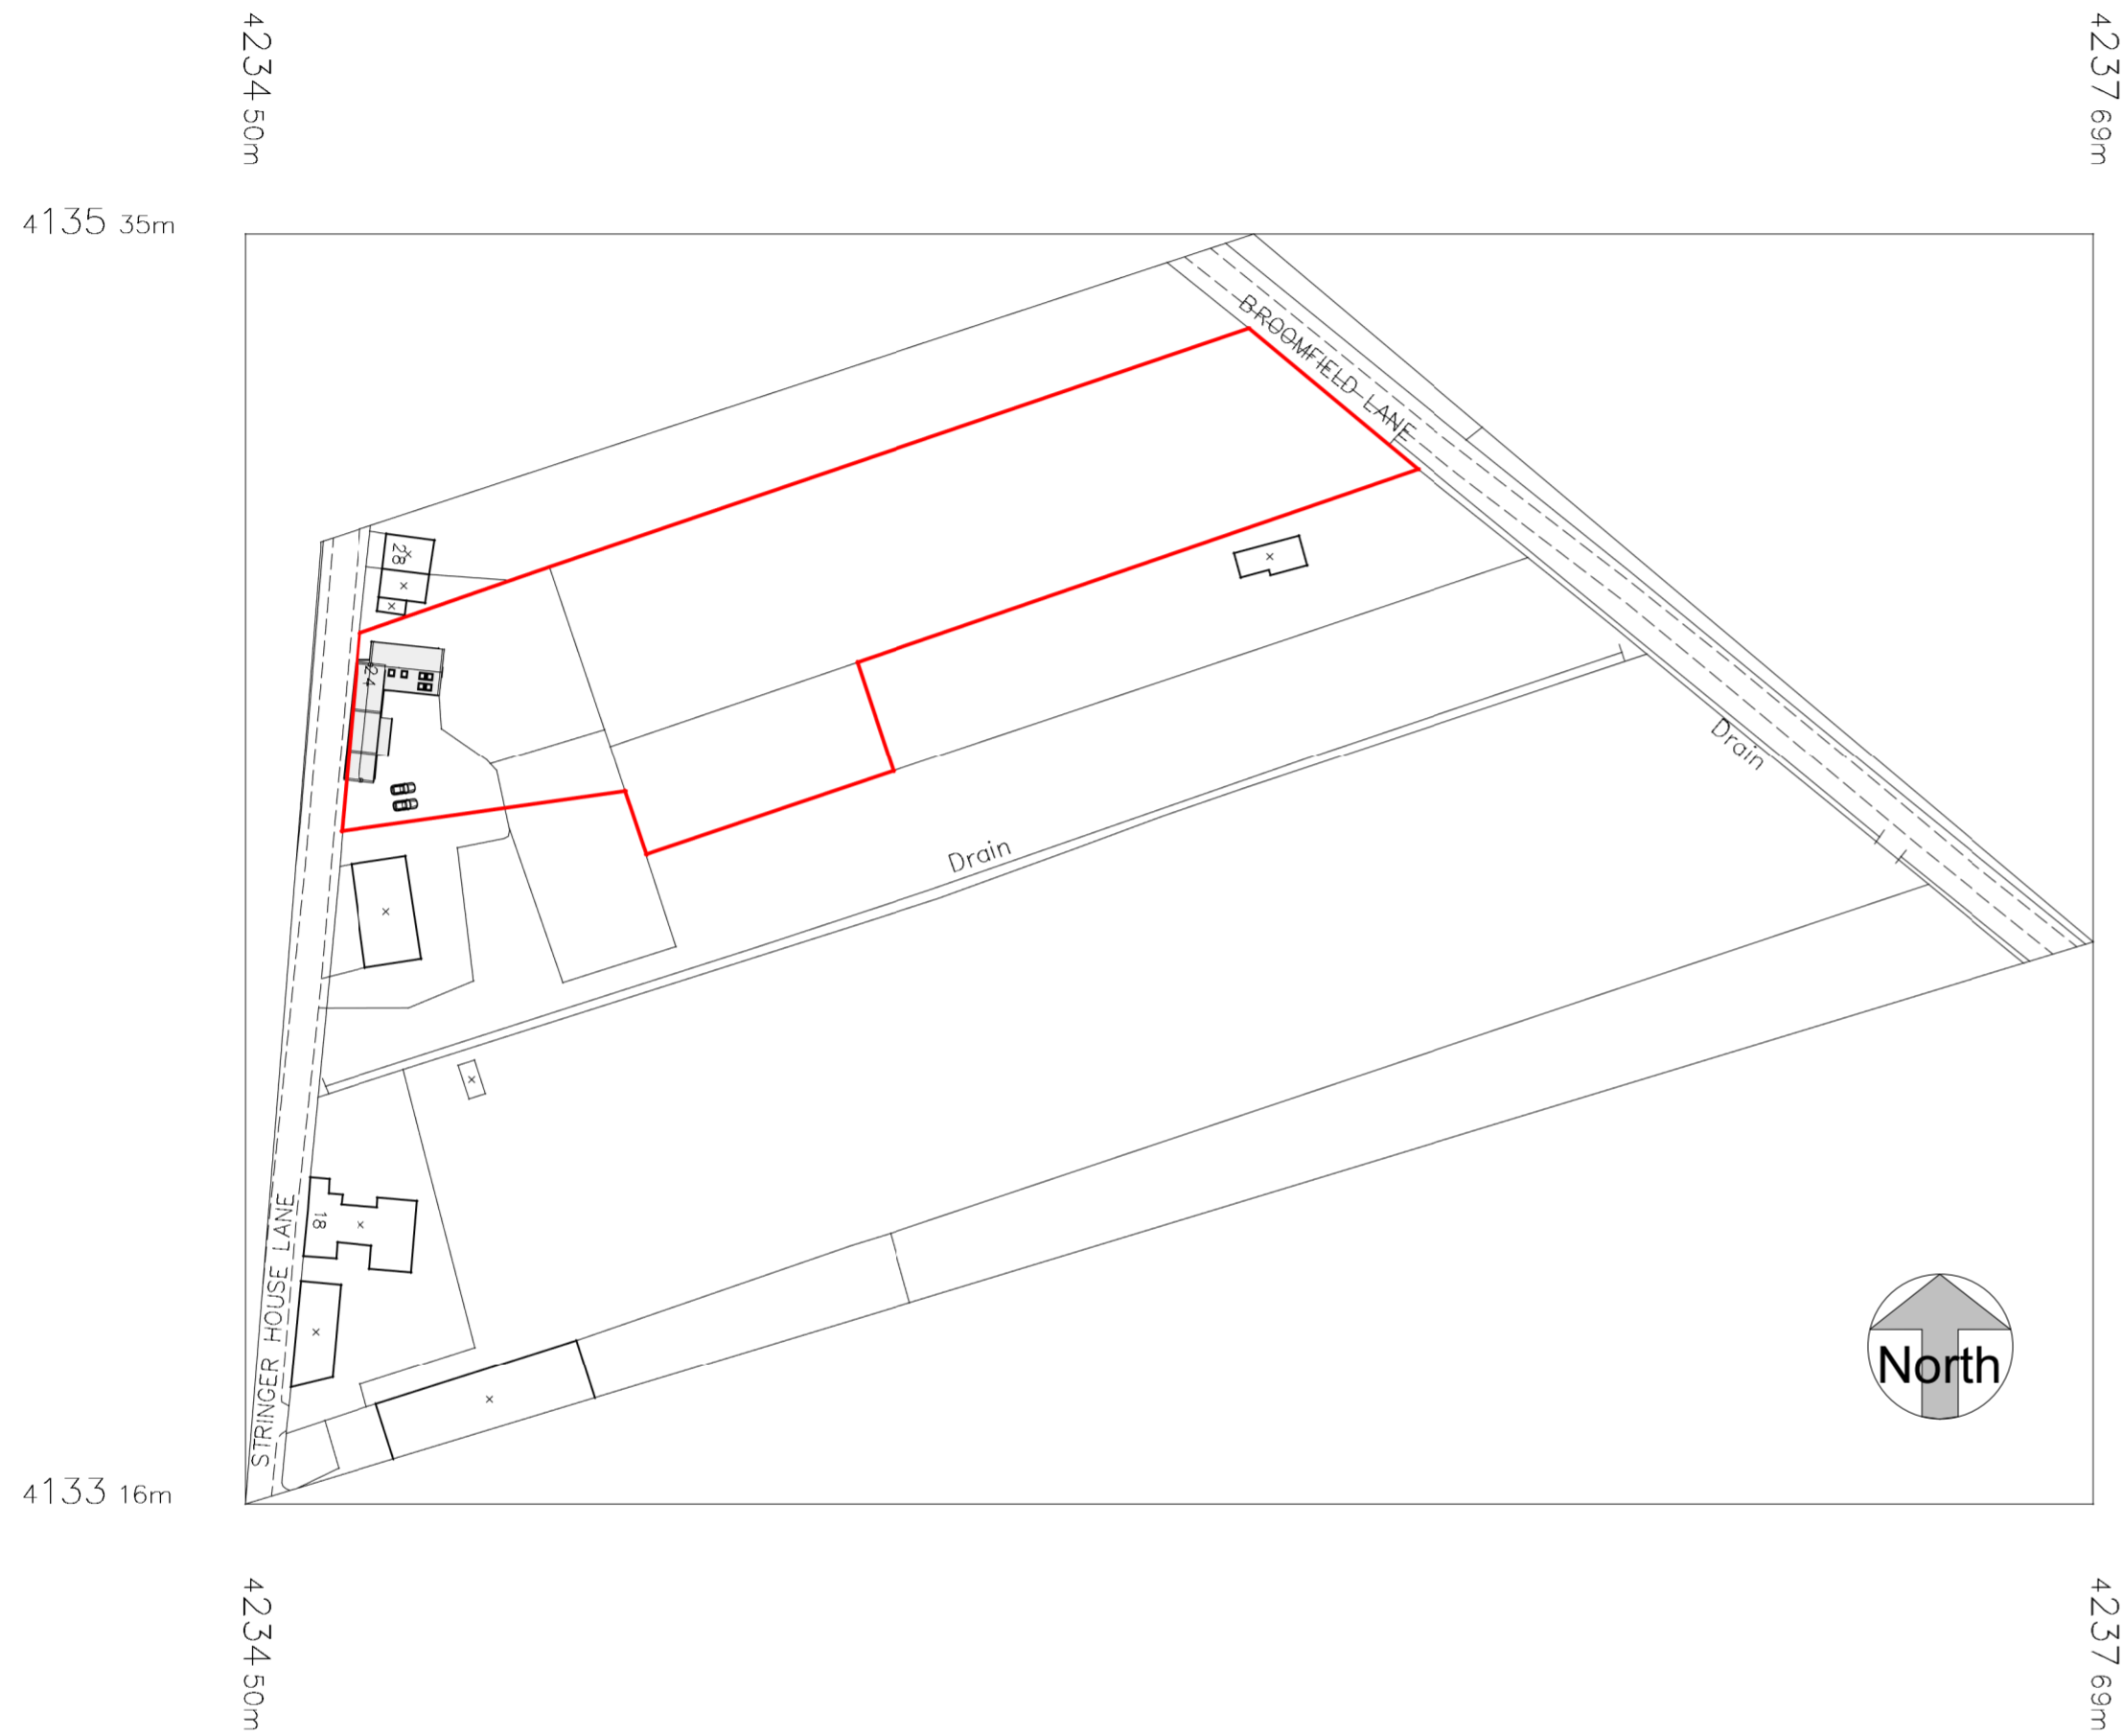 4234 50m
4237 69m
4135 35m
BROOMFIELD LANE
28
24
Drain
Drain
18
STRINGER HOUSE LANE
North
4133 16m
4234 50m
4237 69m